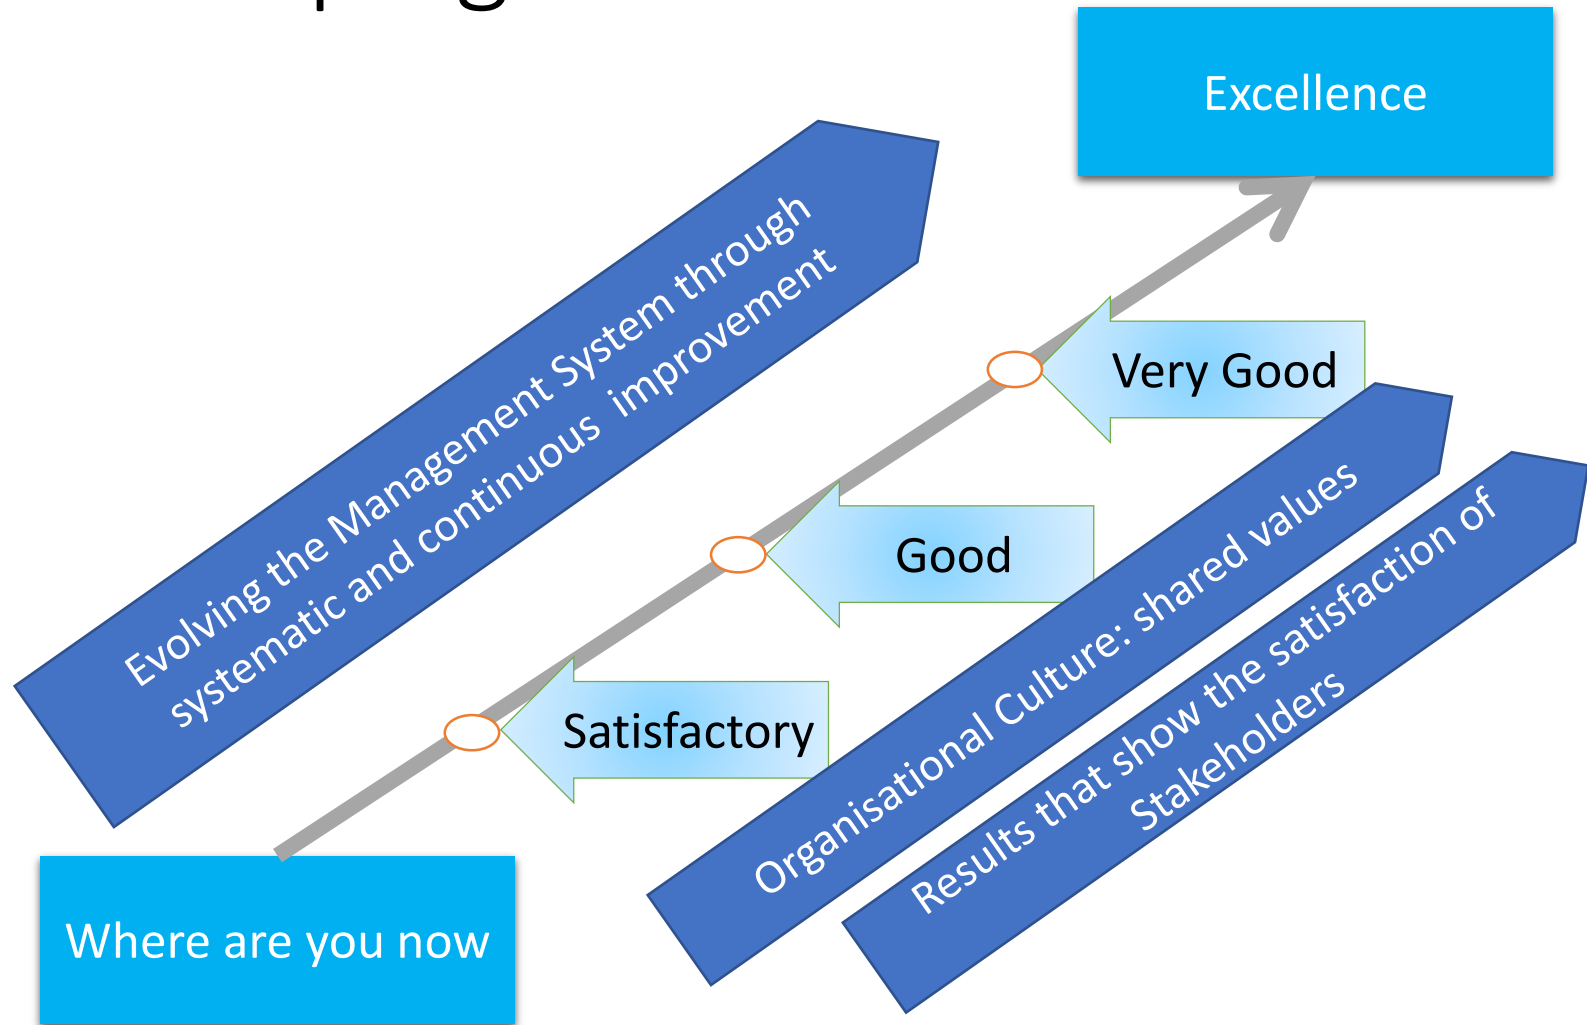 Excellence
Evolving the Management System through
systematic and continuous improvement
Very Good
Good
Satisfactory
Organisational Culture: shared values
Results that show the satisfaction of
Stakeholders
Where are you now